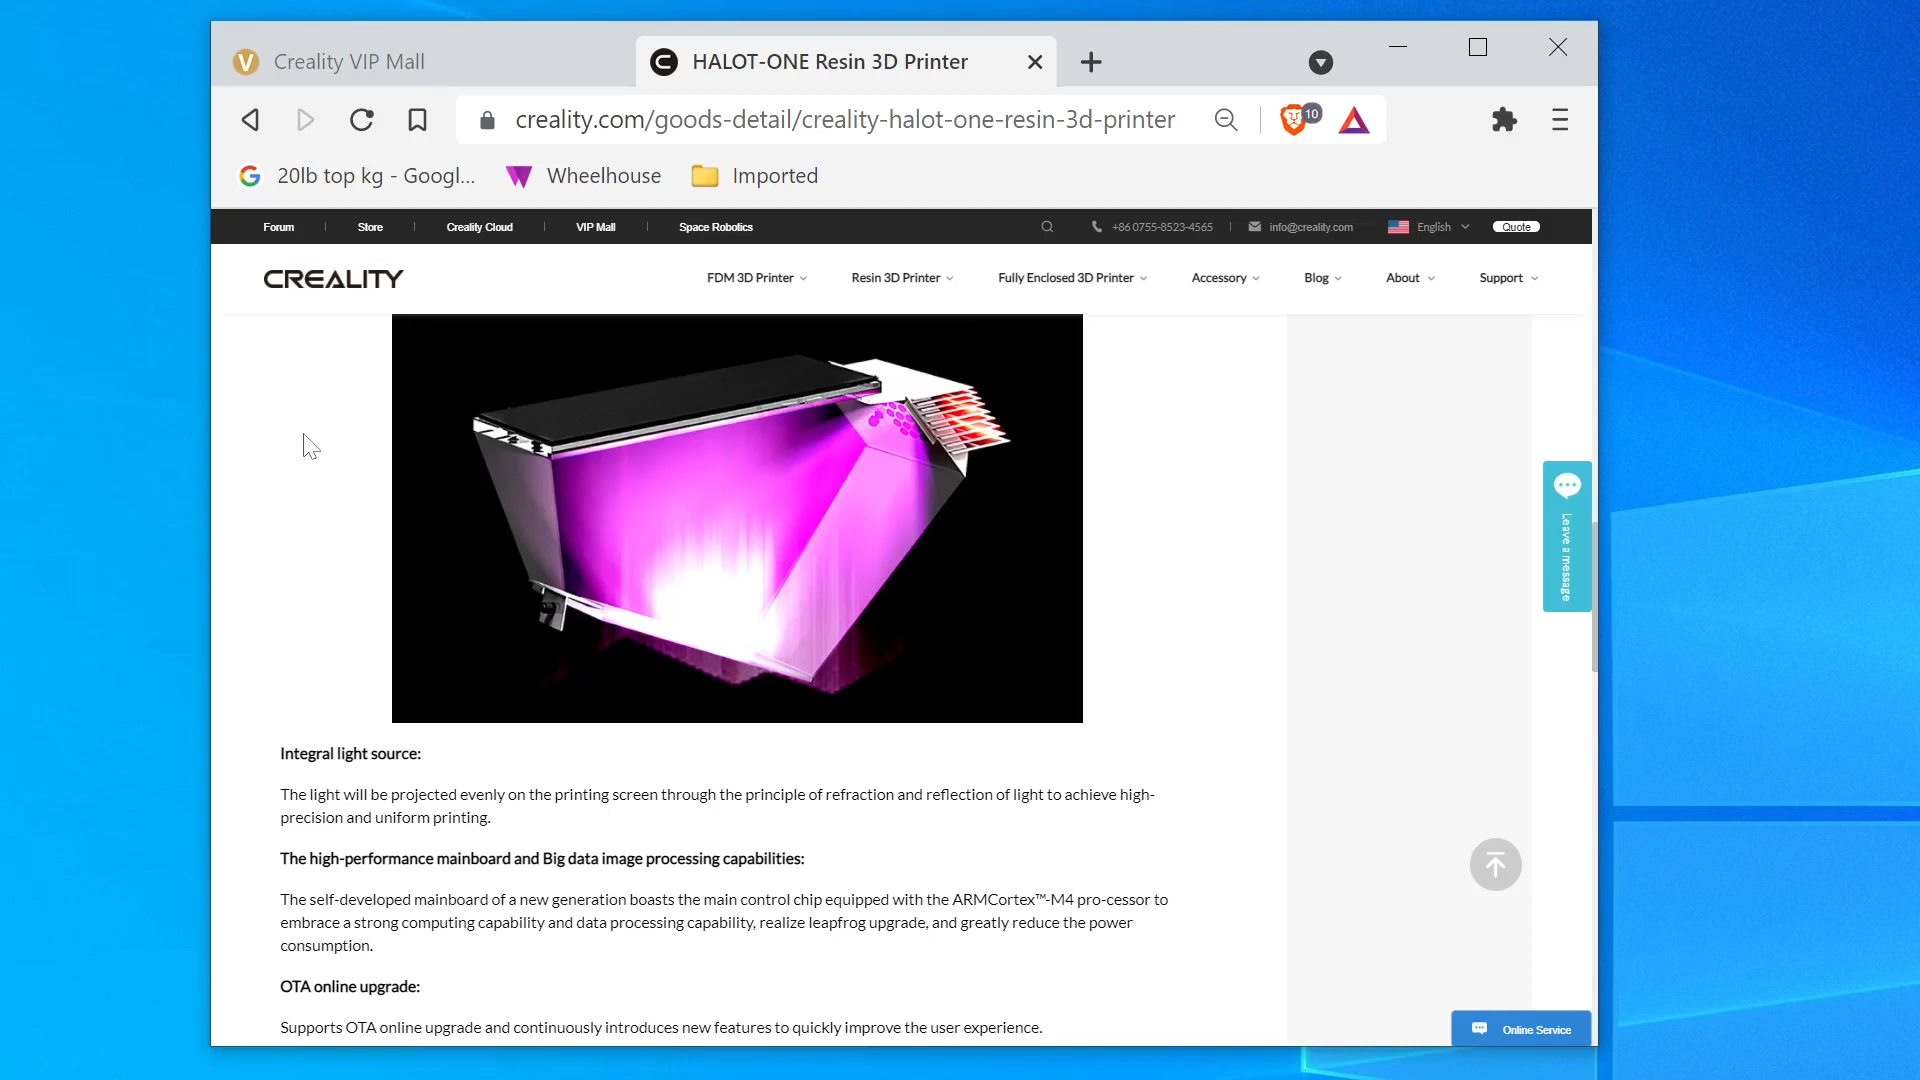 Creality VIP Mall
HALOT-ONE Resin 3D Printer
creality.com/goods-detail/creality-halot-one-resin-3d-printer
10
20lb top kg - Googl...
Wheelhouse
Imported
Forum
Store
Creality Cloud
VIP Mall
Space Robotics
+86 0755-8523-4565
info@creality.com
English
Quote
CREALITY
FDM 3D Printer
Resin 3D Printer
Fully Enclosed 3D Printer
Accessory
Blog
About
Support
Leave a message
Integral light source:
The light will be projected evenly on the printing screen through the principle of refraction and reflection of light to achieve high-
precision and uniform printing.
The high-performance mainboard and Big data image processing capabilities:
The self-developed mainboard of a new generation boasts the main control chip equipped with the ARMCortex™-M4 pro-cessor to
embrace a strong computing capability and data processing capability, realize leapfrog upgrade, and greatly reduce the power
consumption.
OTA online upgrade:
Supports OTA online upgrade and continuously introduces new features to quickly improve the user experience.
Online Service